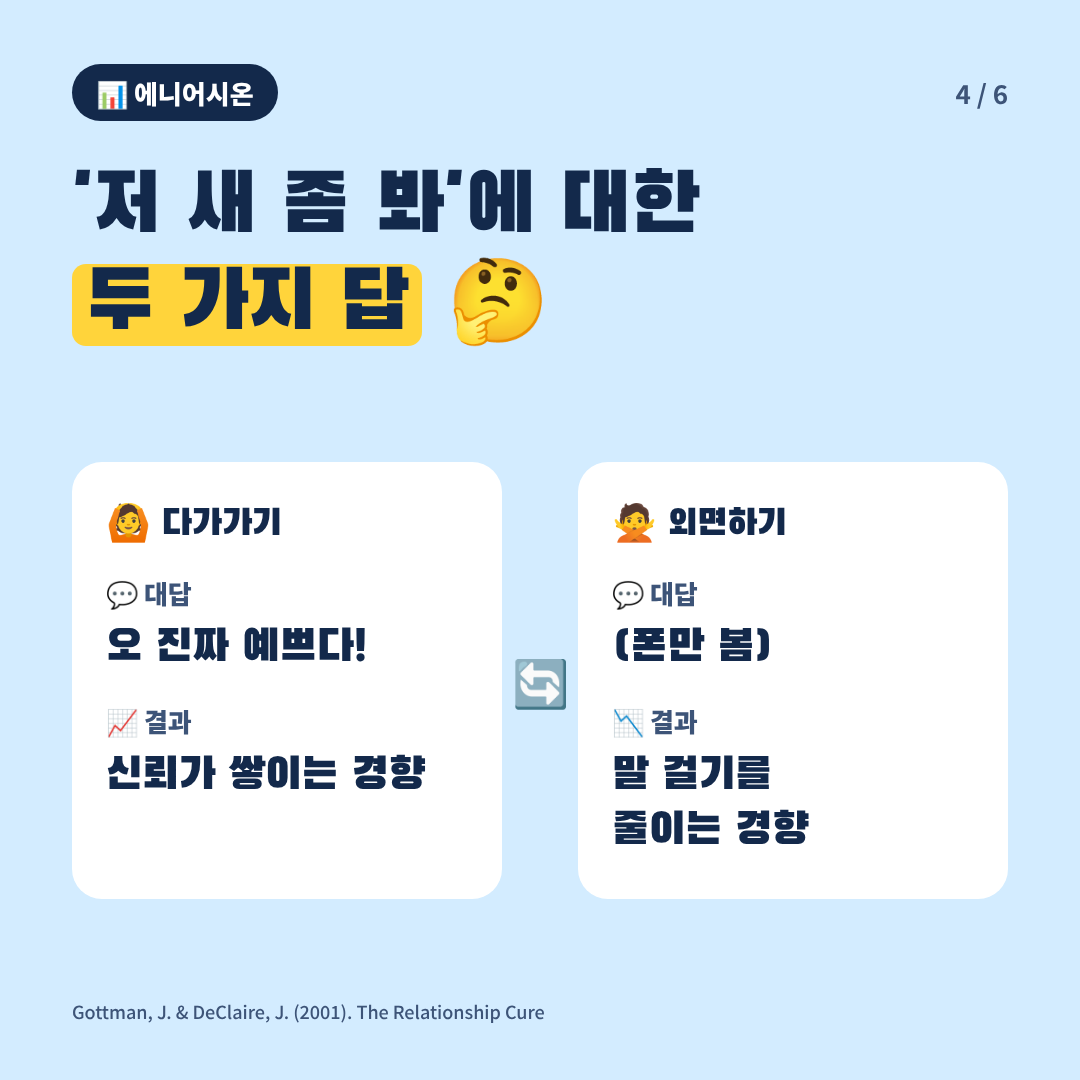 📊 에니어시온
4 / 6
'저 새 좀 봐'에 대한
두 가지 답 🤔
🙆 다가가기
💬 대답
오 진짜 예쁘다!
📈 결과
신뢰가 쌓이는 경향
🔄
🙅 외면하기
💬 대답
(폰만 봄)
📉 결과
말 걸기를
줄이는 경향
Gottman, J. & DeClaire, J. (2001). The Relationship Cure